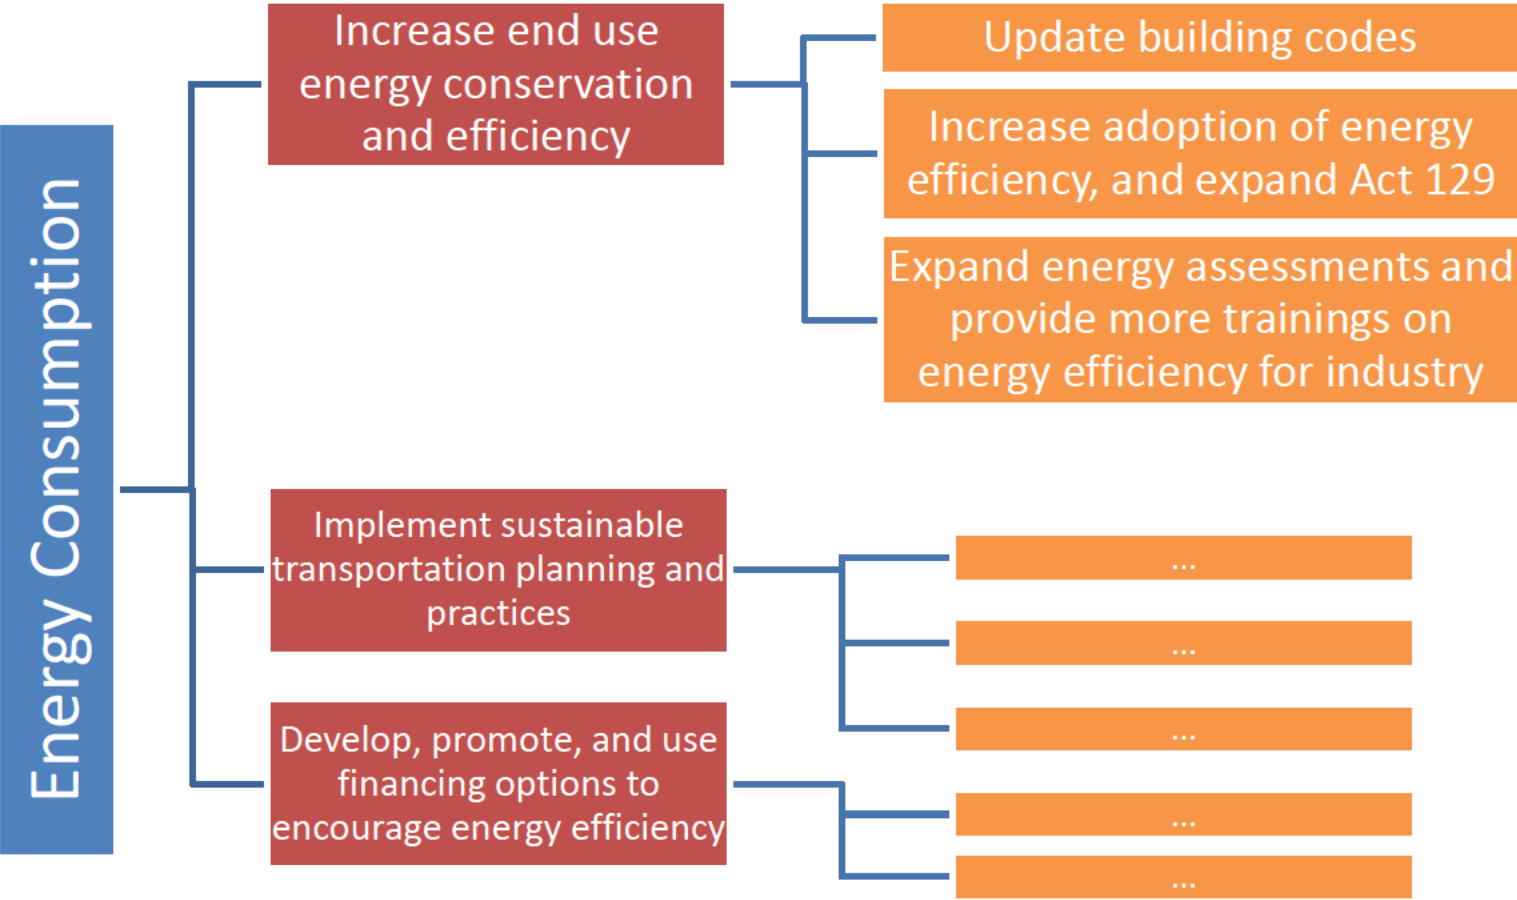 Energy Consumption
Increase end use
energy conservation
and efficiency
Update building codes
Increase adoption of energy
efficiency, and expand Act 129
Expand energy assessments and
provide more trainings on
energy efficiency for industry
Implement sustainable
transportation planning and
practices
...
...
...
Develop, promote, and use
financing options to
encourage energy efficiency
...
...